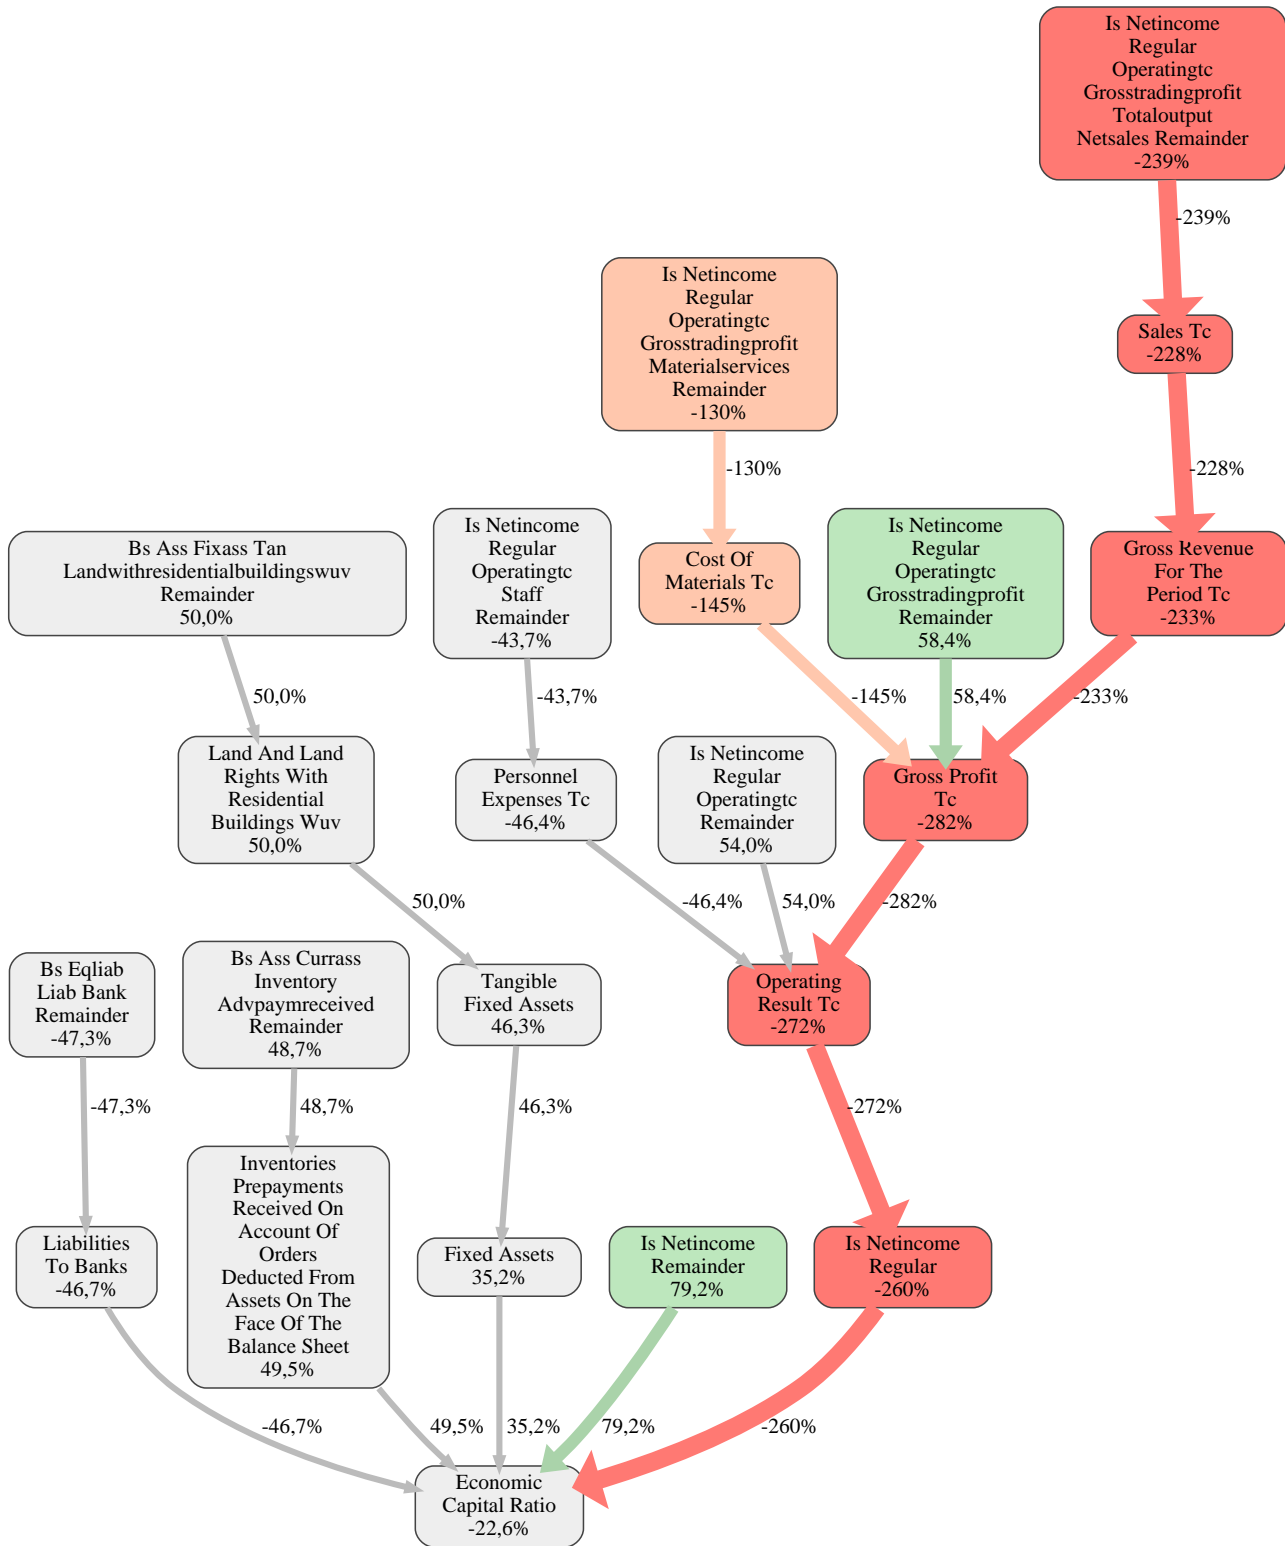 Is Netincome
Regular
Operatingtc
Grosstradingprofit
Totaloutput
Netsales Remainder
-239%
-239%
Is Netincome
Regular
Operatingtc
Grosstradingprofit
Materialservices
Remainder
-130%
Sales Tc
-228%
-130%
-228%
Bs Ass Fixass Tan
Landwithresidentialbuildingswuv
Remainder
50,0%
Is Netincome
Regular
Operatingtc
Staff
Remainder
-43,7%
Cost Of
Materials Tc
-145%
Is Netincome
Regular
Operatingtc
Grosstradingprofit
Remainder
58,4%
Gross Revenue
For The
Period Tc
-233%
50,0%
-43,7%
-145%
58,4%
-233%
Land And Land
Rights With
Residential
Buildings Wuv
50,0%
Personnel
Expenses Tc
-46,4%
Is Netincome
Regular
Operatingtc
Remainder
54,0%
Gross Profit
Tc
-282%
50,0%
-46,4%
54,0%
-282%
Bs Eqliab
Liab Bank
Remainder
-47,3%
Bs Ass Currass
Inventory
Advpaymreceived
Remainder
48,7%
Tangible
Fixed Assets
46,3%
Operating
Result Tc
-272%
-47,3%
48,7%
46,3%
-272%
Liabilities
To Banks
-46,7%
Inventories
Prepayments
Received On
Account Of
Orders
Deducted From
Assets On The
Face Of The
Balance Sheet
49,5%
Fixed Assets
35,2%
Is Netincome
Remainder
79,2%
Is Netincome
Regular
-260%
-46,7%
49,5%
35,2%
79,2%
-260%
Economic
Capital Ratio
-22,6%